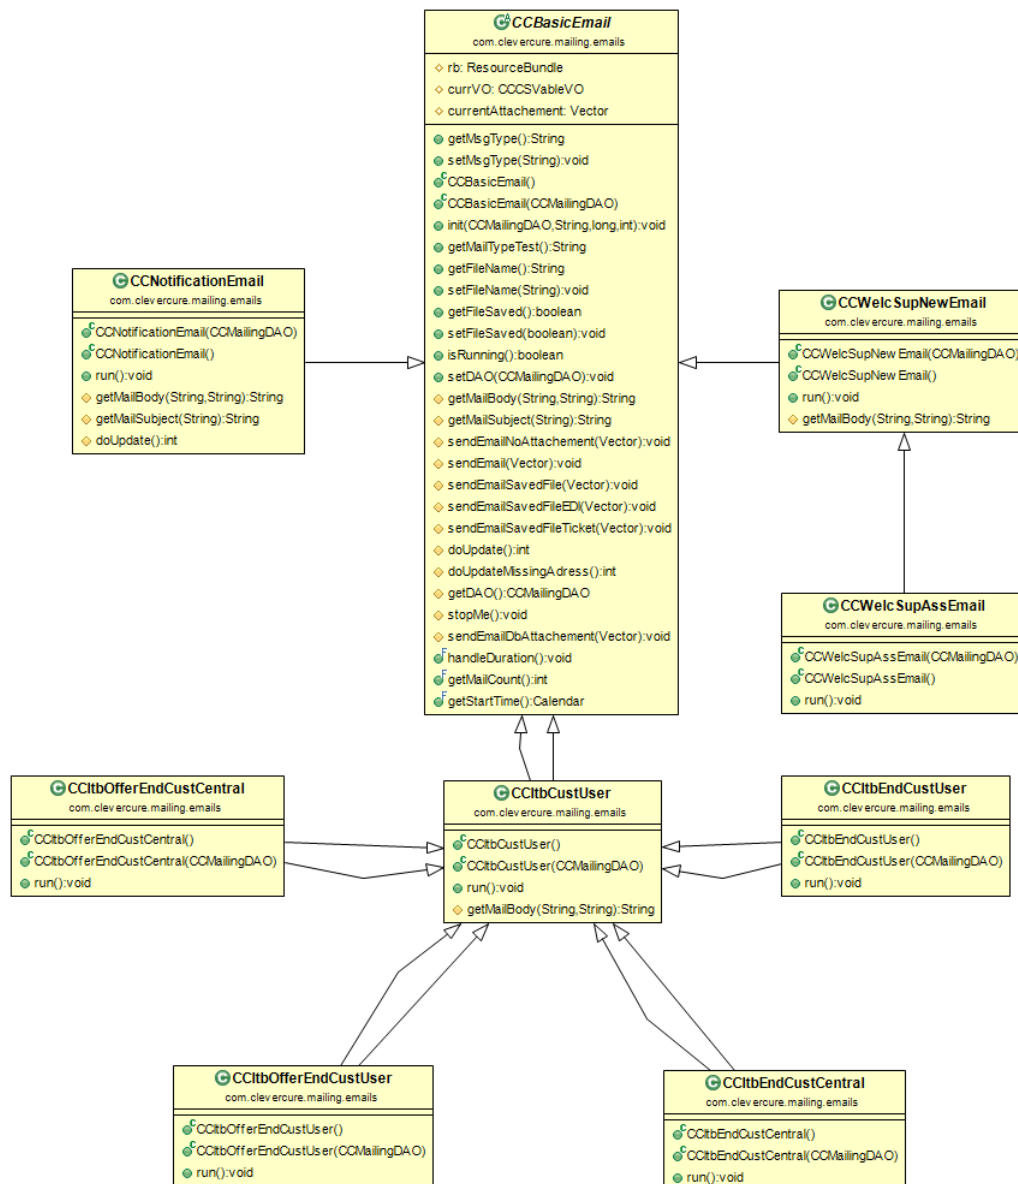 CCBasicEmail
com.clevercure.mailing.emails
rb: ResourceBundle
currVO: CCCSVableVO
currentAttachement: Vector
getMsgType():String
setMsgType(String):void
CCBasicEmail()
CCBasicEmail(CCMailingDAO)
init(CCMailingDAO,String,long,int):void
getMailTypeTest():String
getFileName():String
setFileName(String):void
getFileSaved():boolean
setFileSaved(boolean):void
isRunning():boolean
setDAO(CCMailingDAO):void
getMailBody(String,String):String
getMailSubject(String):String
sendEmailNoAttachement(Vector):void
sendEmail(Vector):void
sendEmailSavedFile(Vector):void
sendEmailSavedFileEDI(Vector):void
sendEmailSavedFileTicket(Vector):void
doUpdate():int
doUpdateMissingAdress():int
getDAO():CCMailingDAO
stopMe():void
sendEmailDbAttachement(Vector):void
handleDuration():void
getMailCount():int
getStartTime():Calendar
CCNotificationEmail
com.clevercure.mailing.emails
CCNotificationEmail(CCMailingDAO)
CCNotificationEmail()
run():void
getMailBody(String,String):String
getMailSubject(String):String
doUpdate():int
CCWelcSupNewEmail
com.clevercure.mailing.emails
CCWelcSupNewEmail(CCMailingDAO)
CCWelcSupNewEmail()
run():void
getMailBody(String,String):String
CCWelcSupAssEmail
com.clevercure.mailing.emails
CCWelcSupAssEmail(CCMailingDAO)
CCWelcSupAssEmail()
run():void
CCItbOfferEndCustCentral
com.clevercure.mailing.emails
CCItbOfferEndCustCentral()
CCItbOfferEndCustCentral(CCMailingDAO)
run():void
CCItbCustUser
com.clevercure.mailing.emails
CCItbCustUser()
CCItbCustUser(CCMailingDAO)
run():void
getMailBody(String,String):String
CCItbEndCustUser
com.clevercure.mailing.emails
CCItbEndCustUser()
CCItbEndCustUser(CCMailingDAO)
run():void
CCItbOfferEndCustUser
com.clevercure.mailing.emails
CCItbOfferEndCustUser()
CCItbOfferEndCustUser(CCMailingDAO)
run():void
CCItbEndCustCentral
com.clevercure.mailing.emails
CCItbEndCustCentral()
CCItbEndCustCentral(CCMailingDAO)
run():void